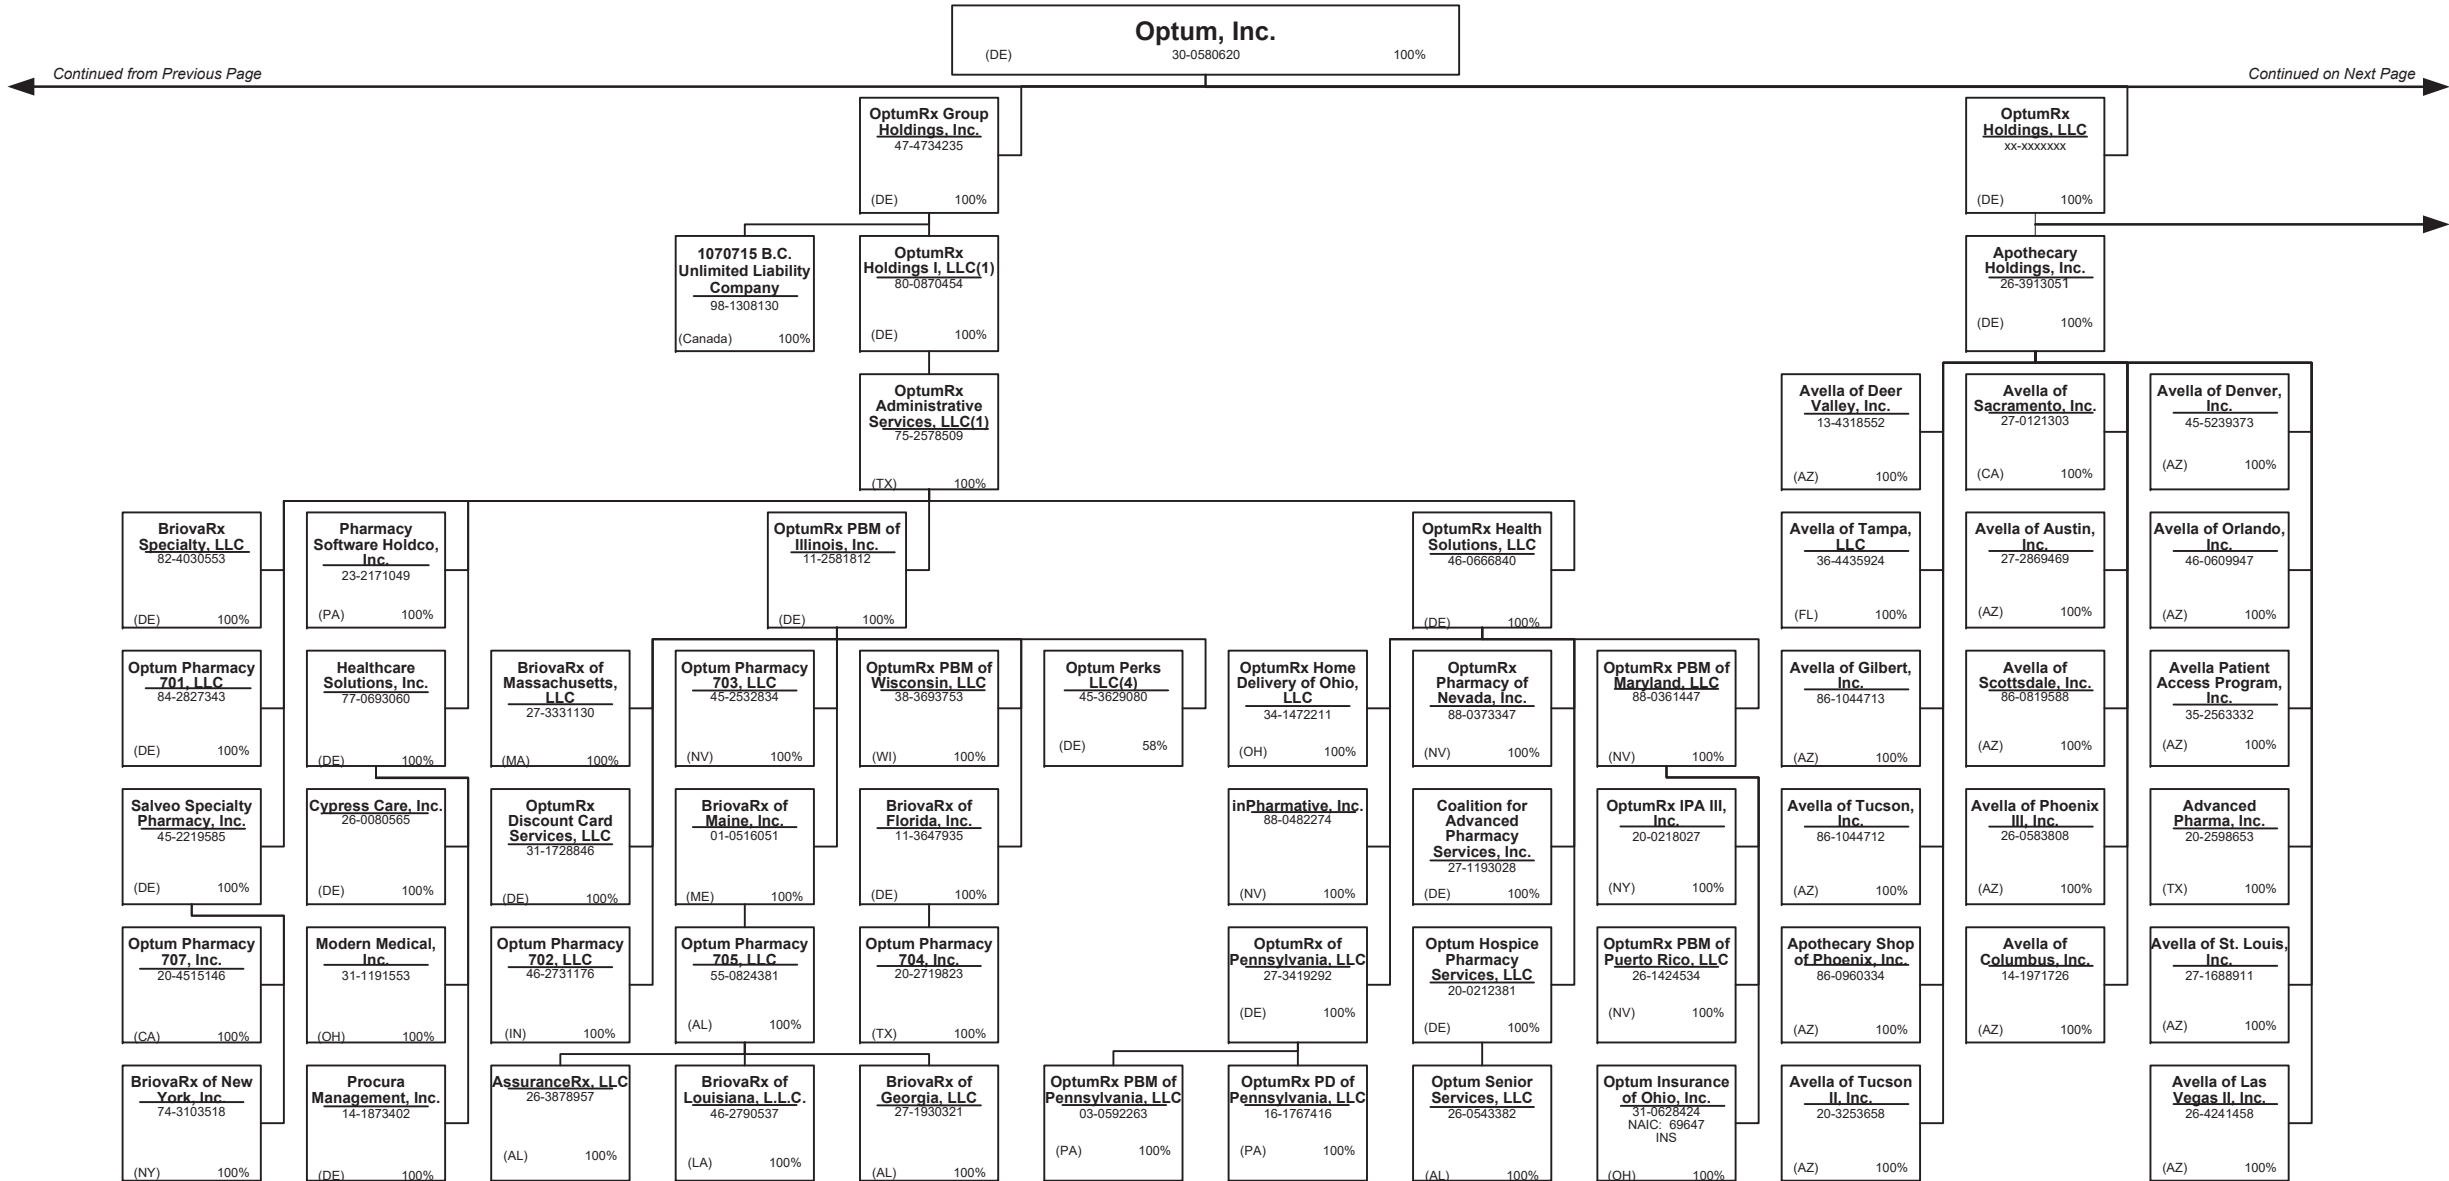 Optum, Inc.
(DE) 30-0580620 100%
Continued from Previous Page
Continued on Next Page
OptumRx Group
Holdings, Inc.
47-4734235
(DE) 100%
OptumRx
Holdings, LLC
xx-xxxxxxx
(DE) 100%
1070715 B.C.
Unlimited Liability
Company
98-1308130
(Canada) 100%
OptumRx
Holdings I, LLC(1)
80-0870454
(DE) 100%
Apothecary
Holdings, Inc.
26-3913051
(DE) 100%
OptumRx
Administrative
Services, LLC(1)
75-2578509
(TX) 100%
Avella of Deer
Valley, Inc.
13-4318552
(AZ) 100%
Avella of
Sacramento, Inc.
27-0121303
(CA) 100%
Avella of Denver,
Inc.
45-5239373
(AZ) 100%
BriovaRx
Specialty, LLC
82-4030553
(DE) 100%
Pharmacy
Software Holdco,
Inc.
23-2171049
(PA) 100%
OptumRx PBM of
Illinois, Inc.
11-2581812
(DE) 100%
OptumRx Health
Solutions, LLC
46-0666840
(DE) 100%
Avella of Tampa,
LLC
36-4435924
(FL) 100%
Avella of Austin,
Inc.
27-2869469
(AZ) 100%
Avella of Orlando,
Inc.
46-0609947
(AZ) 100%
Optum Pharmacy
701, LLC
84-2827343
(DE) 100%
Healthcare
Solutions, Inc.
77-0693060
(DE) 100%
BriovaRx of
Massachusetts,
LLC
27-3331130
(MA) 100%
Optum Pharmacy
703, LLC
45-2532834
(NV) 100%
OptumRx PBM of
Wisconsin, LLC
38-3693753
(WI) 100%
Optum Perks
LLC(4)
45-3629080
(DE) 58%
OptumRx Home
Delivery of Ohio,
LLC
34-1472211
(OH) 100%
OptumRx
Pharmacy of
Nevada, Inc.
88-0373347
(NV) 100%
OptumRx PBM of
Maryland, LLC
88-0361447
(NV) 100%
Avella of Gilbert,
Inc.
86-1044713
(AZ) 100%
Avella of
Scottsdale, Inc.
86-0819588
(AZ) 100%
Avella Patient
Access Program,
Inc.
35-2563332
(AZ) 100%
Salveo Specialty
Pharmacy, Inc.
45-2219585
(DE) 100%
Cypress Care, Inc.
26-0080565
(DE) 100%
OptumRx
Discount Card
Services, LLC
31-1728846
(DE) 100%
BriovaRx of
Maine, Inc.
01-0516051
(ME) 100%
BriovaRx of
Florida, Inc.
11-3647935
(DE) 100%
inPharmative, Inc.
88-0482274
(NV) 100%
Coalition for
Advanced
Pharmacy
Services, Inc.
27-1193028
(DE) 100%
OptumRx IPA III,
Inc.
20-0218027
(NY) 100%
Avella of Tucson,
Inc.
86-1044712
(AZ) 100%
Avella of Phoenix
III, Inc.
26-0583808
(AZ) 100%
Advanced
Pharma, Inc.
20-2598653
(TX) 100%
Optum Pharmacy
707, Inc.
20-4515146
(CA) 100%
Modern Medical,
Inc.
31-1191553
(OH) 100%
Optum Pharmacy
702, LLC
46-2731176
(IN) 100%
Optum Pharmacy
705, LLC
55-0824381
(AL) 100%
Optum Pharmacy
704, Inc.
20-2719823
(TX) 100%
OptumRx of
Pennsylvania, LLC
27-3419292
(DE) 100%
Optum Hospice
Pharmacy
Services, LLC
20-0212381
(DE) 100%
OptumRx PBM of
Puerto Rico, LLC
26-1424534
(NV) 100%
Apothecary Shop
of Phoenix, Inc.
86-0960334
(AZ) 100%
Avella of
Columbus, Inc.
14-1971726
(AZ) 100%
Avella of St. Louis,
Inc.
27-1688911
(AZ) 100%
BriovaRx of New
York, Inc.
74-3103518
(NY) 100%
Procura
Management, Inc.
14-1873402
(DE) 100%
AssuranceRx, LLC
26-3878957
(AL) 100%
BriovaRx of
Louisiana, L.L.C.
46-2790537
(LA) 100%
BriovaRx of
Georgia, LLC
27-1930321
(AL) 100%
OptumRx PBM of
Pennsylvania, LLC
03-0592263
(PA) 100%
OptumRx PD of
Pennsylvania, LLC
16-1767416
(PA) 100%
Optum Senior
Services, LLC
26-0543382
(AL) 100%
Optum Insurance
of Ohio, Inc.
31-0628424
NAIC: 69647
INS
(OH) 100%
Avella of Tucson
II, Inc.
20-3253658
(AZ) 100%
Avella of Las
Vegas II, Inc.
26-4241458
(AZ) 100%